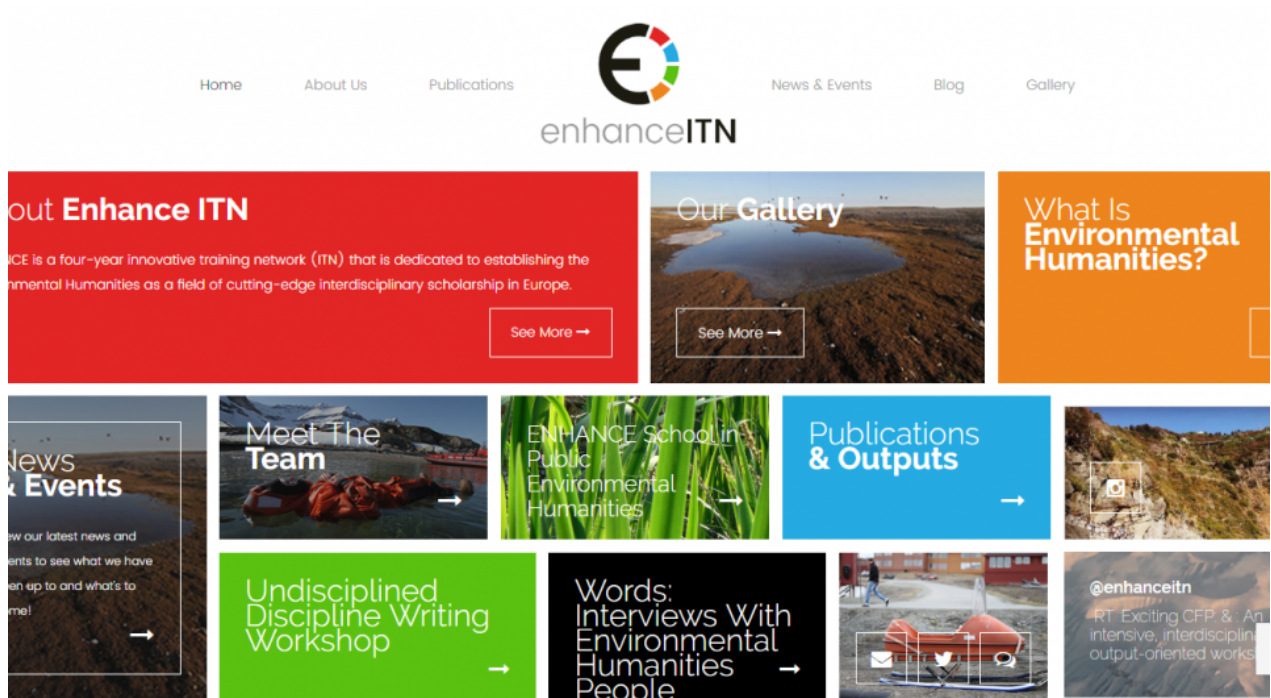 Home About Us Publications News & Events Blog Gallery
enhanceITN
out Enhance ITN
NCE is a four-year innovative training network (ITN) that is dedicated to establishing the
nmental Humanities as a field of cutting-edge interdisciplinary scholarship in Europe.
See More
Our Gallery
See More
What Is
Environmental
Humanities?
News
& Events
ew our latest news and
ents to see what we have
en up to and what's to
me!
Meet The
Team
ENHANCE School in
Public
Environmental
Humanities
Publications
& Outputs
Undisciplined
Discipline Writing
Workshop
Words:
Interviews With
Environmental
Humanities
People
@enhanceitn
RT: Exciting CFP & . An
intensive, interdisciplina
output-oriented works